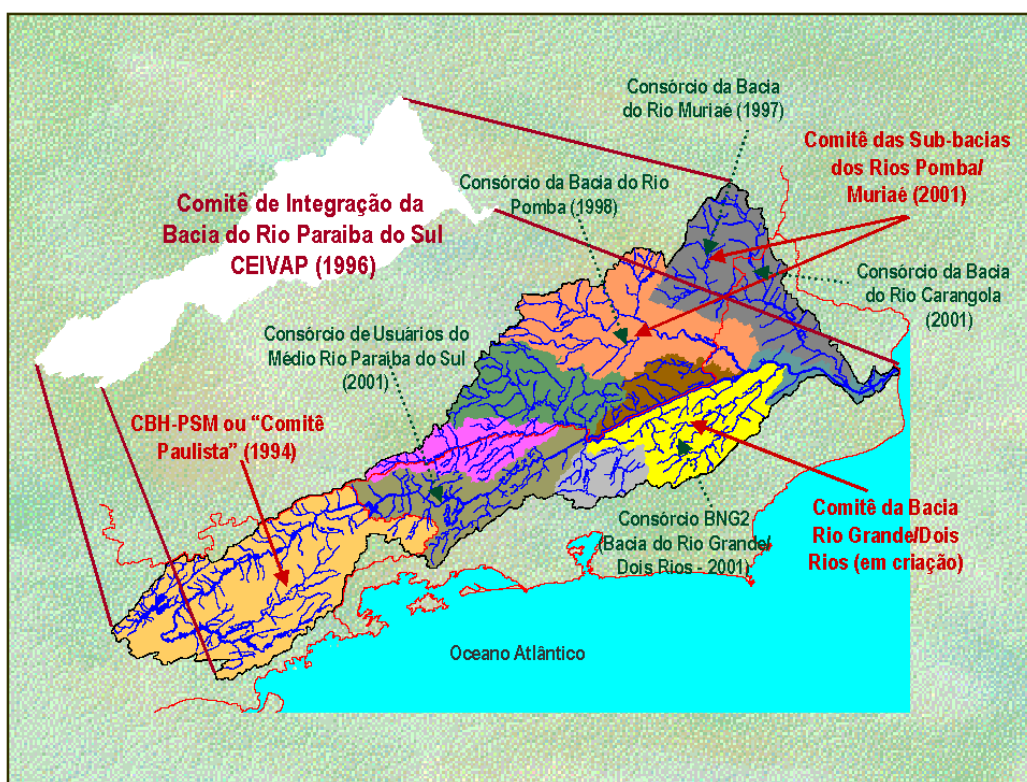 Consórcio da Bacia
do Rio Muriaé (1997)
Comitê das Sub-bacias
dos Rios Pomba/
Muriaé (2001)
Consórcio da Bacia do Rio
Pomba (1998)
Comitê de Integração da
Bacia do Rio Paraiba do Sul
CEIVAP (1996)
Consórcio da Bacia
do Rio Carangola
(2001)
Consórcio de Usuários do
Médio Rio Paraiba do Sul
(2001)
CBH-PSM ou “Comitê
Paulista” (1994)
Comitê da Bacia
Rio Grande/Dois
Rios (em criação)
Consórcio BNG2
(Bacia do Rio Grande/
Dois Rios - 2001)
Oceano Atlântico